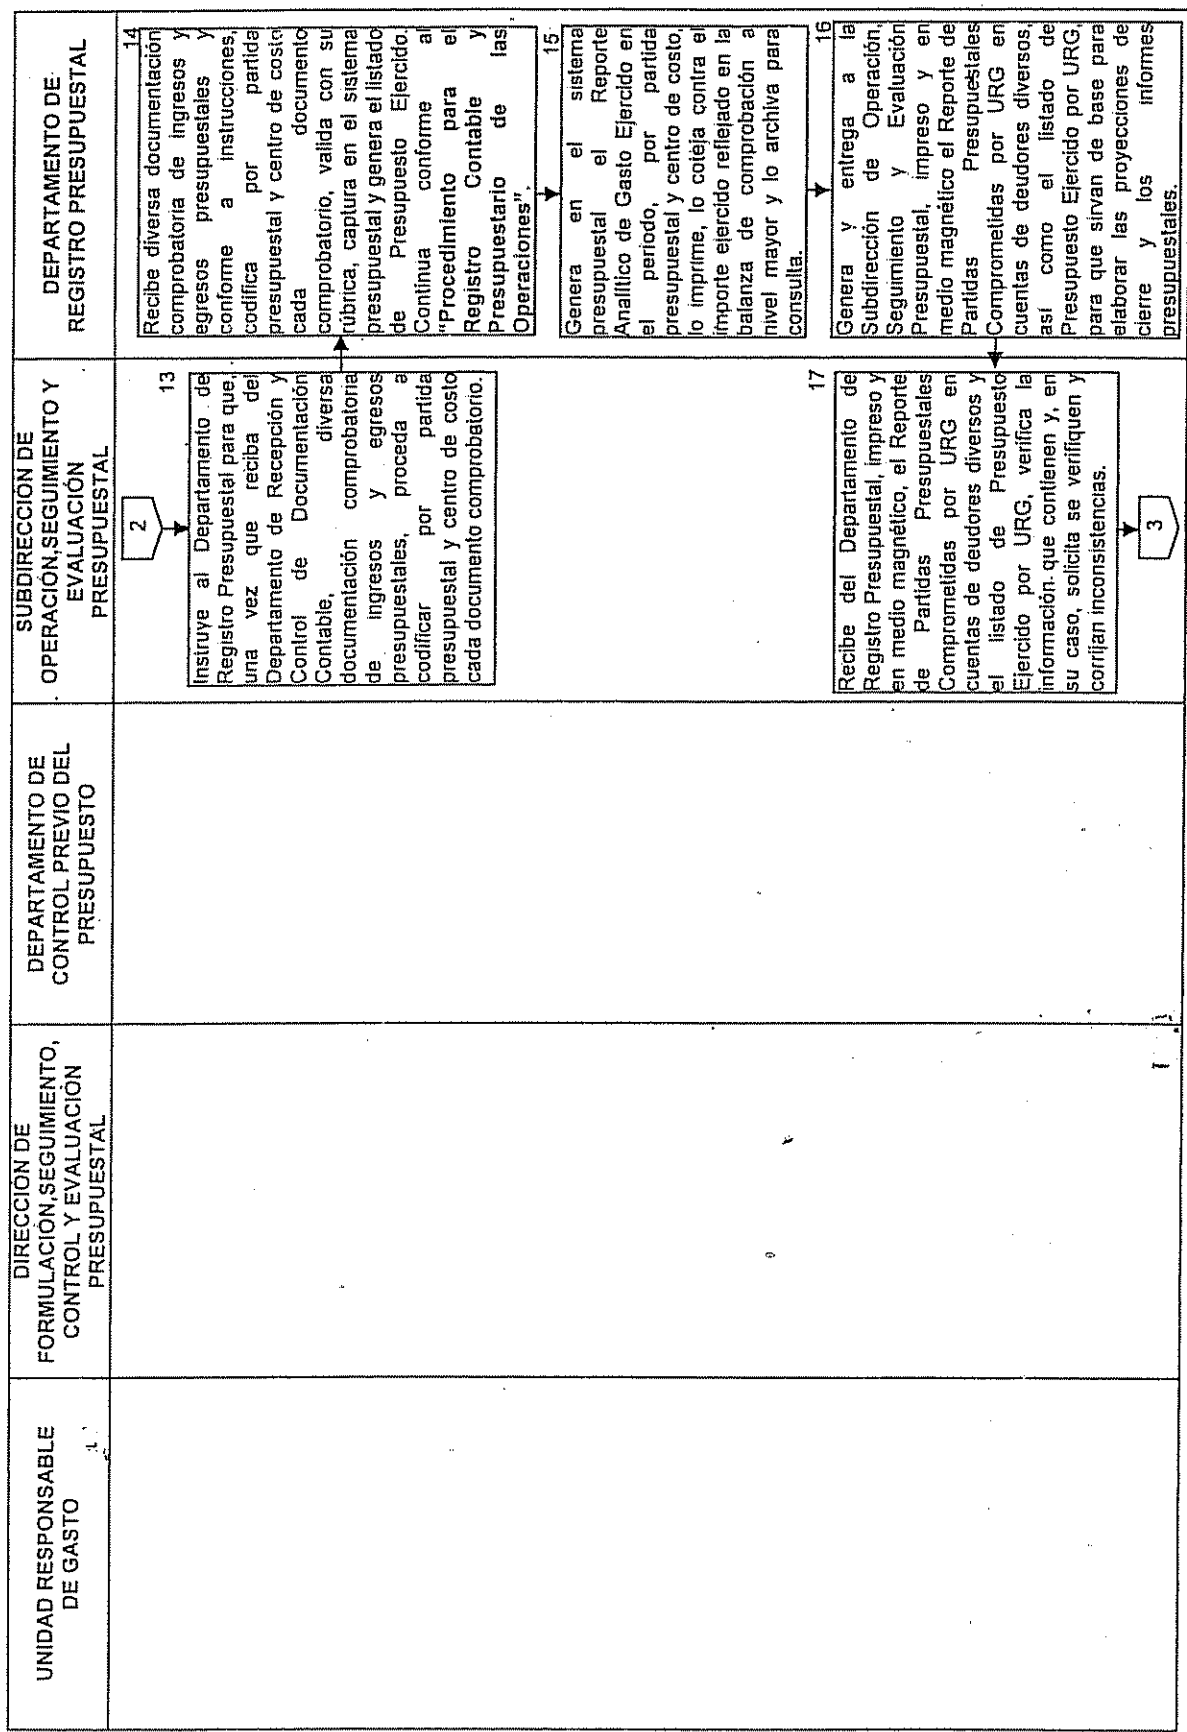 UNIDAD RESPONSABLE
DE GASTO
DIRECCIÓN DE
FORMULACIÓN,SEGUIMIENTO,
CONTROL Y EVALUACIÓN
PRESUPUESTAL
DEPARTAMENTO DE
CONTROL PREVIO DEL
PRESUPUESTO
SUBDIRECCIÓN DE
OPERACIÓN,SEGUIMIENTO Y
EVALUACIÓN
PRESUPUESTAL
DEPARTAMENTO DE
REGISTRO PRESUPUESTAL
2
13
Instruye al Departamento de
Registro Presupuestal para que,
una vez que reciba del
Departamento de Recepción y
Control de Documentación
Contable, diversa
documentación comprobatoria
de ingresos y egresos
presupuestales, proceda a
codificar por partida
presupuestal y centro de costo
cada documento comprobatorio.
14
Recibe diversa documentación
comprobatoria de ingresos y
egresos presupuestales y
conforme a instrucciones,
codifica por partida
presupuestal y centro de costo
cada documento
comprobatorio, valida con su
rúbrica, captura en el sistema
presupuestal y genera el listado
de Presupuesto Ejercido.
Continua conforme al
"Procedimiento para el
Registro Contable y
Presupuestario de las
Operaciones".
15
Genera en el sistema
presupuestal el Reporte
Analítico de Gasto Ejercido en
el periodo, por partida
presupuestal y centro de costo,
lo imprime, lo coteja contra el
importe ejercido reflejado en la
balanza de comprobación a
nivel mayor y lo archiva para
consulta.
16
Genera y entrega a la
Subdirección de Operación,
Seguimiento y Evaluación
Presupuestal, impreso y en
medio magnético el Reporte de
Partidas Presupuestales
Comprometidas por URG en
cuentas de deudores diversos,
así como el listado de
Presupuesto Ejercido por URG,
para que sirvan de base para
elaborar las proyecciones de
cierre y los informes
presupuestales.
17
Recibe del Departamento de
Registro Presupuestal, impreso y
en medio magnético, el Reporte
de Partidas Presupuestales
Comprometidas por URG en
cuentas de deudores diversos y
el listado de Presupuesto
Ejercido por URG, verifica la
información que contienen y, en
su caso, solicita se verifiquen y
corrijan inconsistencias.
3